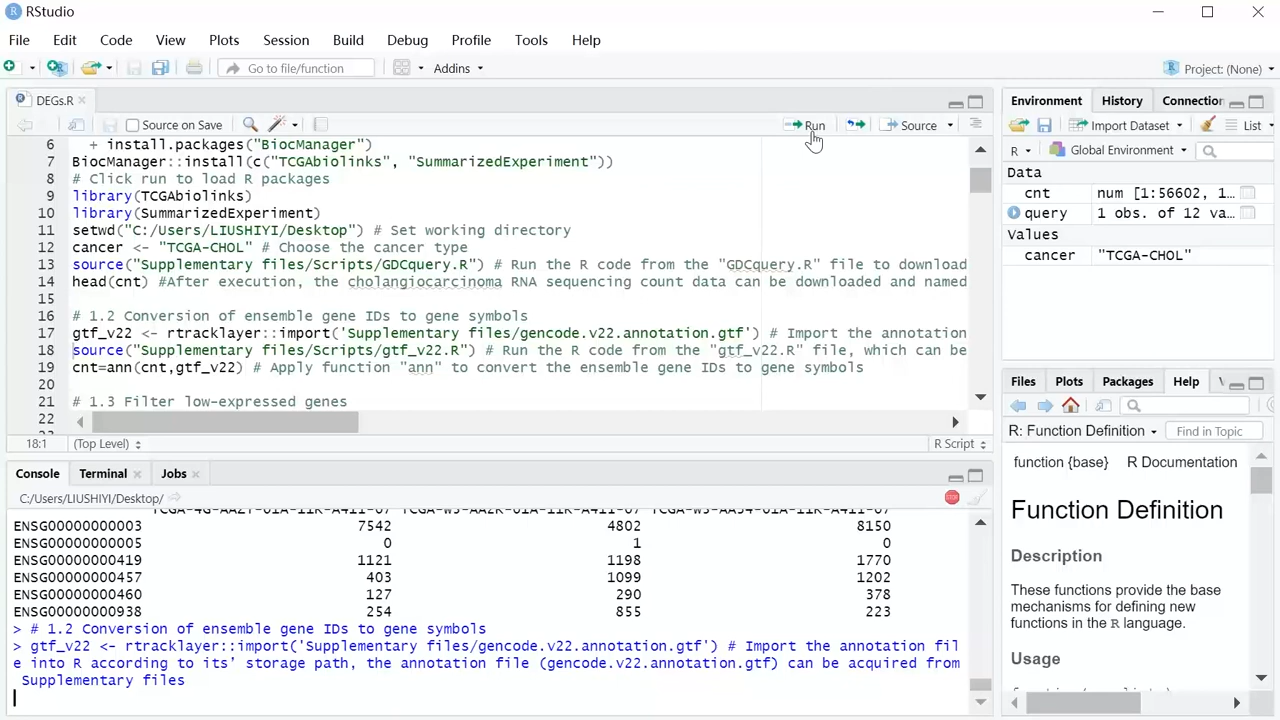 RStudio
File Edit Code View Plots Session Build Debug Profile Tools Help
Go to file/function Addins Project: (None)
DEGs.R
Source on Save Run Source
6 + install.packages("BiocManager")
7 BiocManager::install(c("TCGAbiolinks", "SummarizedExperiment"))
8 # Click run to load R packages
9 library(TCGAbiolinks)
10 library(SummarizedExperiment)
11 setwd("C:/Users/LIUSHIYI/Desktop") # Set working directory
12 cancer <- "TCGA-CHOL" # Choose the cancer type
13 source("Supplementary files/Scripts/GDCquery.R") # Run the R code from the "GDCquery.R" file to download
14 head(cnt) #After execution, the cholangiocarcinoma RNA sequencing count data can be downloaded and named
15
16 # 1.2 Conversion of ensemble gene IDs to gene symbols
17 gtf_v22 <- rtracklayer::import('Supplementary files/gencode.v22.annotation.gtf') # Import the annotation
18 source("Supplementary files/Scripts/gtf_v22.R") # Run the R code from the "gtf_v22.R" file, which can be
19 cnt=ann(cnt,gtf_v22) # Apply function "ann" to convert the ensemble gene IDs to gene symbols
20
21 # 1.3 Filter low-expressed genes
22
18:1 (Top Level) R Script
Console Terminal Jobs
C:/Users/LIUSHIYI/Desktop/
ENSG00000000003 7542 4802 8150
ENSG00000000005 0 1 0
ENSG00000000419 1121 1198 1770
ENSG00000000457 403 1099 1202
ENSG00000000460 127 290 378
ENSG00000000938 254 855 223
> # 1.2 Conversion of ensemble gene IDs to gene symbols
> gtf_v22 <- rtracklayer::import('Supplementary files/gencode.v22.annotation.gtf') # Import the annotation fil
e into R according to its’ storage path, the annotation file (gencode.v22.annotation.gtf) can be acquired from
Supplementary files
Environment History Connection
Import Dataset List
R Global Environment
Data
cnt num [1:56602, 1…
query 1 obs. of 12 va…
Values
cancer "TCGA-CHOL"
Files Plots Packages Help
R: Function Definition Find in Topic
function {base} R Documentation
Function Definition
Description
These functions provide the base
mechanisms for defining new
functions in the R language.
Usage